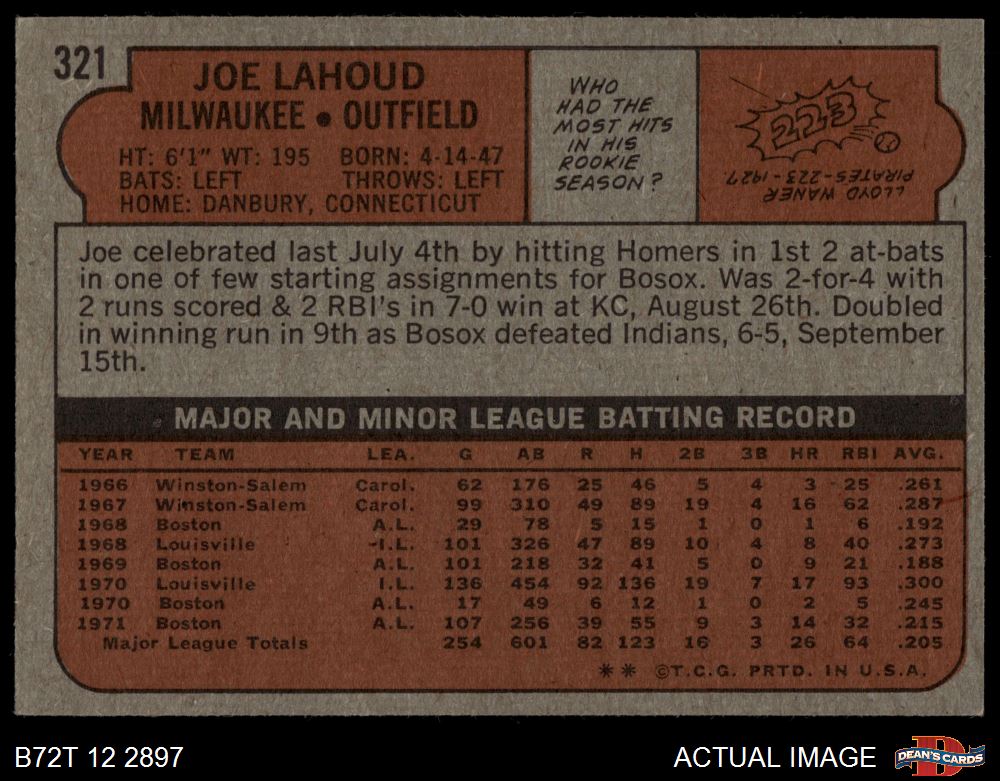 321
JOE LAHOUD
MILWAUKEE • OUTFIELD
HT: 6'1" WT: 195 BORN: 4-14-47
BATS: LEFT THROWS: LEFT
HOME: DANBURY, CONNECTICUT
WHO
HAD THE
MOST HITS
IN HIS
ROOKIE
SEASON?
223
LLOYD WANER
PIRATES-223-1927.
Joe celebrated last July 4th by hitting Homers in 1st 2 at-bats
in one of few starting assignments for Bosox. Was 2-for-4 with
2 runs scored & 2 RBI's in 7-0 win at KC, August 26th. Doubled
in winning run in 9th as Bosox defeated Indians, 6-5, September
15th.
MAJOR AND MINOR LEAGUE BATTING RECORD
YEAR TEAM LEA. G AB R H 2B 3B HR RBI AVG.
1966 Winston-Salem Carol. 62 176 25 46 5 4 3 25 .261
1967 Winston-Salem Carol. 99 310 49 89 19 4 16 62 .287
1968 Boston A.L. 29 78 5 15 1 0 1 6 .192
1968 Louisville I.L. 101 326 47 89 10 4 8 40 .273
1969 Boston A.L. 101 218 32 41 5 0 9 21 .188
1970 Louisville I.L. 136 454 92 136 19 7 17 93 .300
1970 Boston A.L. 17 49 6 12 1 0 2 5 .245
1971 Boston A.L. 107 256 39 55 9 3 14 32 .215
Major League Totals 254 601 82 123 16 3 26 64 .205
** ©T.C.G. PRTD. IN U.S.A.
B72T 12 2897
ACTUAL IMAGE
D
DEAN'S CARDS